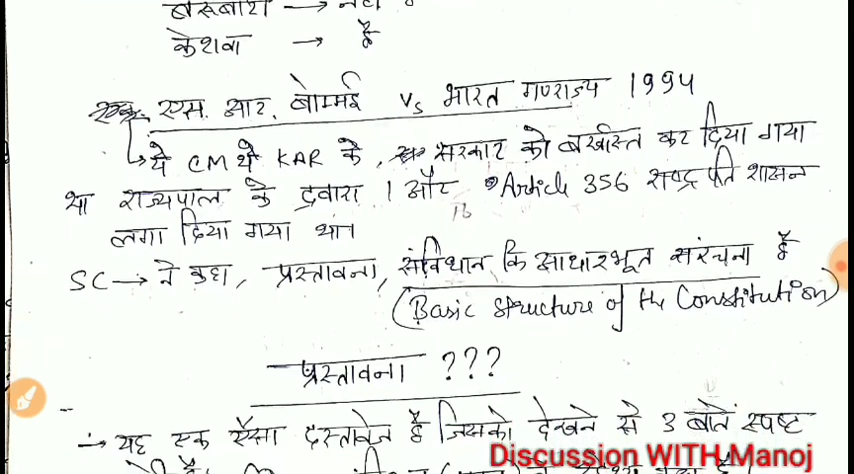 बेरूबारी → नहीं है
केशवा → है
एस. आर. बोम्मई Vs भारत गणराज्य 1994
→ ये CM थे KAR के, सरकार को बर्खास्त कर दिया गया
था राज्यपाल के द्वारा । और Article 356 राष्ट्रपति शासन
लगा दिया गया था।
SC → ने कहा, प्रस्तावना, संविधान कि आधारभूत संरचना है
(Basic Structure of the Constitution)
प्रस्तावना ???
→ यह एक ऐसा दस्तावेज है जिसको देखने से 3 बातें स्पष्ट
Discussion WITH Manoj